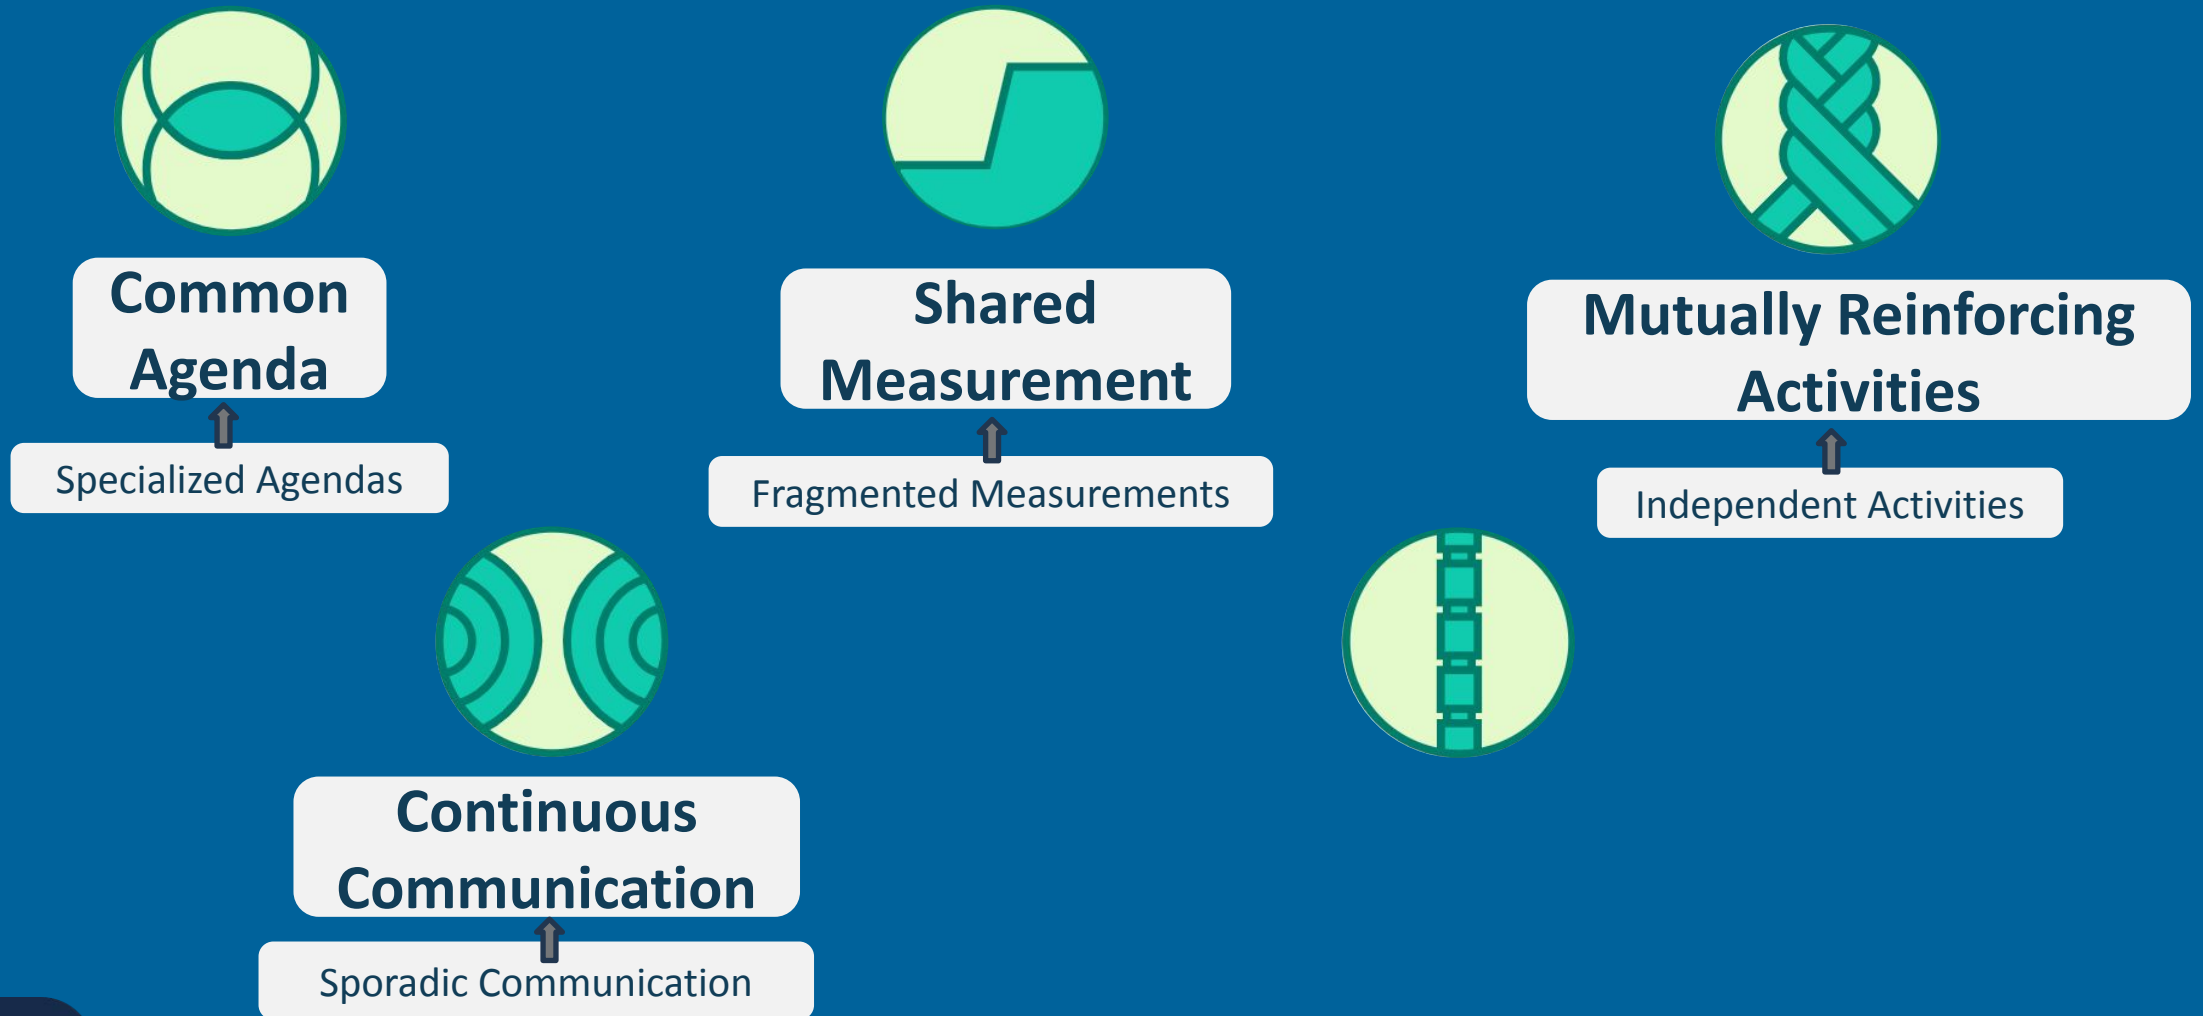 Common
Agenda
Specialized Agendas
Shared
Measurement
Fragmented Measurements
Mutually Reinforcing
Activities
Independent Activities
Continuous
Communication
Sporadic Communication